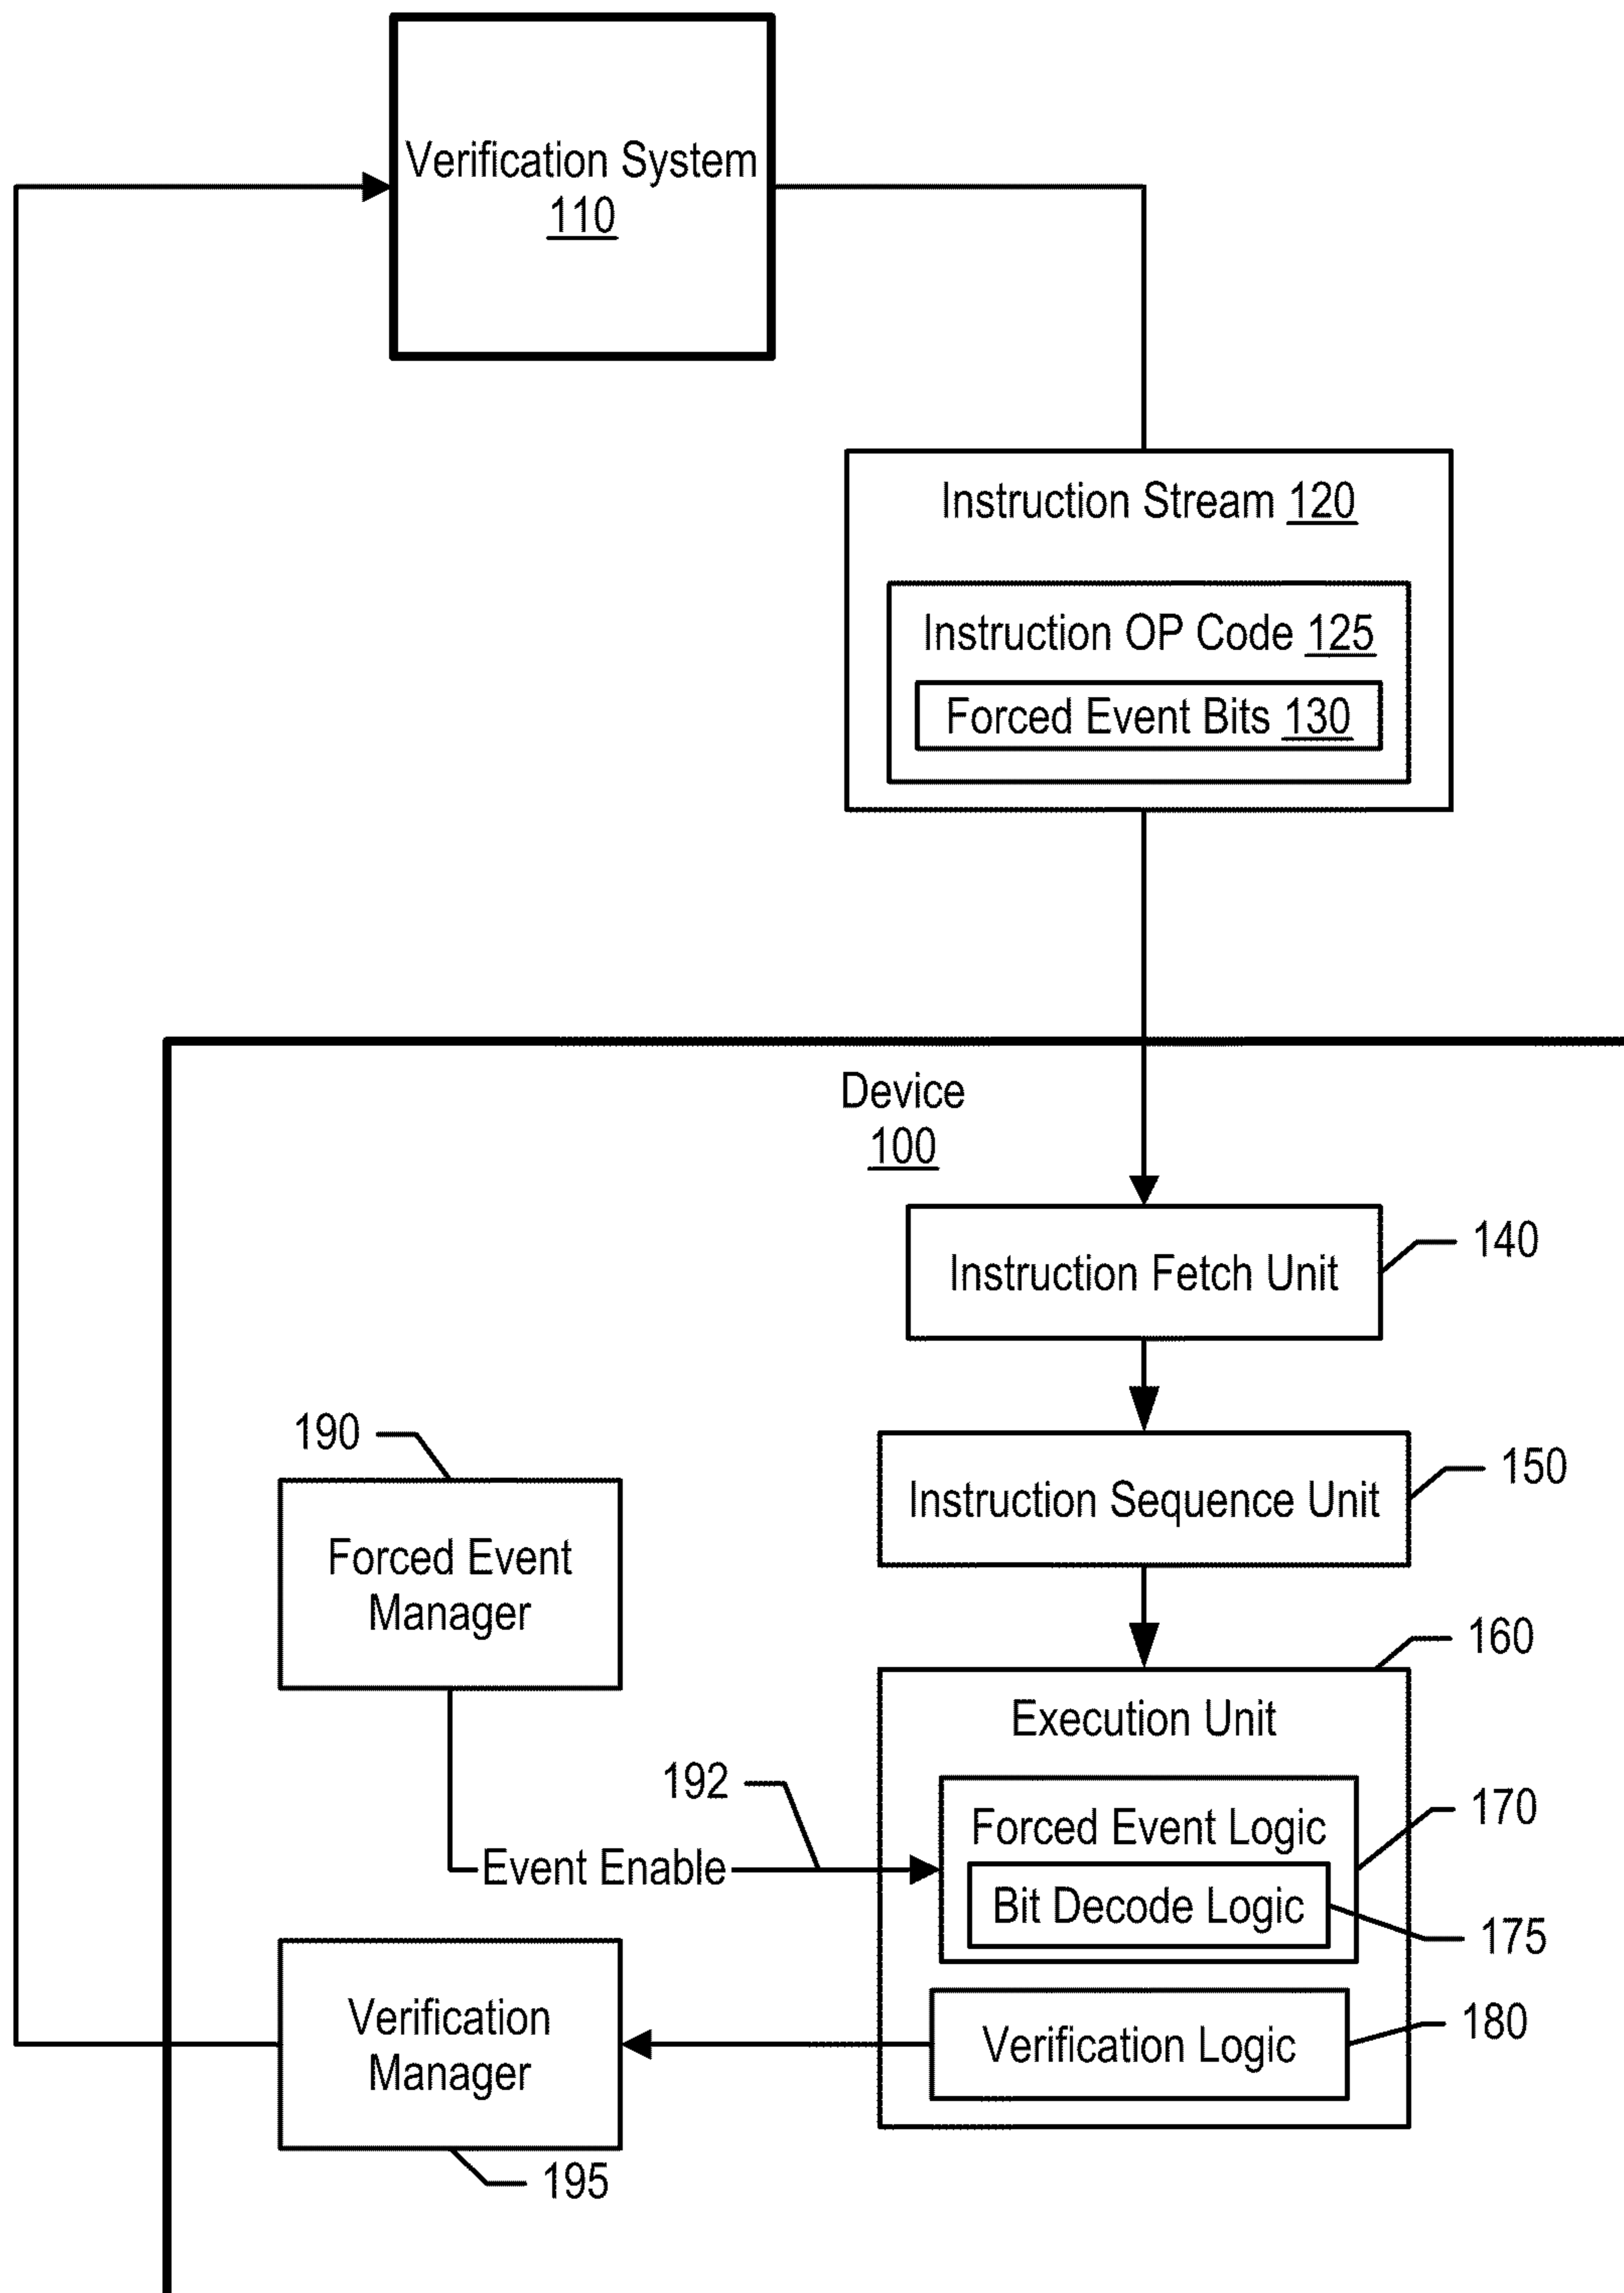 Verification System
110
Instruction Stream 120
Instruction OP Code 125
Forced Event Bits 130
Device
100
Instruction Fetch Unit
140
Instruction Sequence Unit
150
190
Forced Event
Manager
160
Execution Unit
192
Event Enable
Forced Event Logic
170
Bit Decode Logic
175
Verification
Manager
195
Verification Logic
180